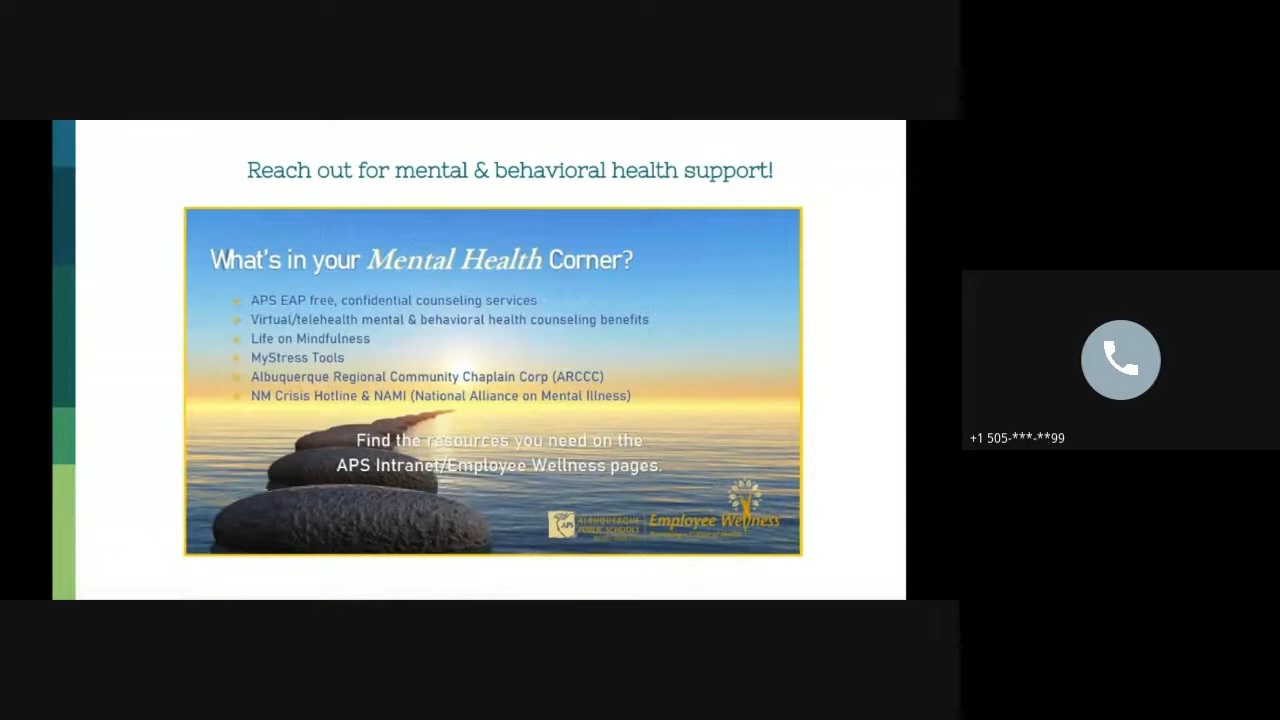 Reach out for mental & behavioral health support!
What's in your Mental Health Corner?
APS EAP free, confidential counseling services
Virtual/telehealth mental & behavioral health counseling benefits
Life on Mindfulness
MyStress Tools
Albuquerque Regional Community Chaplain Corp (ARCCC)
NM Crisis Hotline & NAMI (National Alliance on Mental Illness)
Find the resources you need on the
APS Intranet/Employee Wellness pages.
APS
ALBUQUERQUE
PUBLIC SCHOOLS
Employee Wellness
+1 505-***-**99